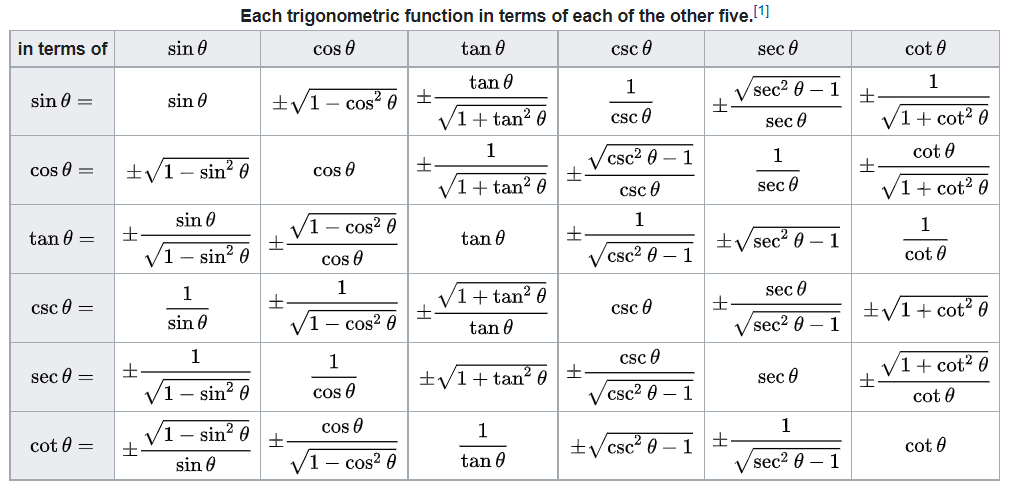 Each trigonometric function in terms of each of the other five.[1]
in terms of sin θ cos θ tan θ csc θ sec θ cot θ
sin θ = sin θ ±√(1 − cos² θ) ± tan θ / √(1 + tan² θ) 1 / csc θ ± √(sec² θ − 1) / sec θ ± 1 / √(1 + cot² θ)
cos θ = ±√(1 − sin² θ) cos θ ± 1 / √(1 + tan² θ) ± √(csc² θ − 1) / csc θ 1 / sec θ ± cot θ / √(1 + cot² θ)
tan θ = ± sin θ / √(1 − sin² θ) ± √(1 − cos² θ) / cos θ tan θ ± 1 / √(csc² θ − 1) ±√(sec² θ − 1) 1 / cot θ
csc θ = 1 / sin θ ± 1 / √(1 − cos² θ) ± √(1 + tan² θ) / tan θ csc θ ± sec θ / √(sec² θ − 1) ±√(1 + cot² θ)
sec θ = ± 1 / √(1 − sin² θ) 1 / cos θ ±√(1 + tan² θ) ± csc θ / √(csc² θ − 1) sec θ ± √(1 + cot² θ) / cot θ
cot θ = ± √(1 − sin² θ) / sin θ ± cos θ / √(1 − cos² θ) 1 / tan θ ±√(csc² θ − 1) ± 1 / √(sec² θ − 1) cot θ